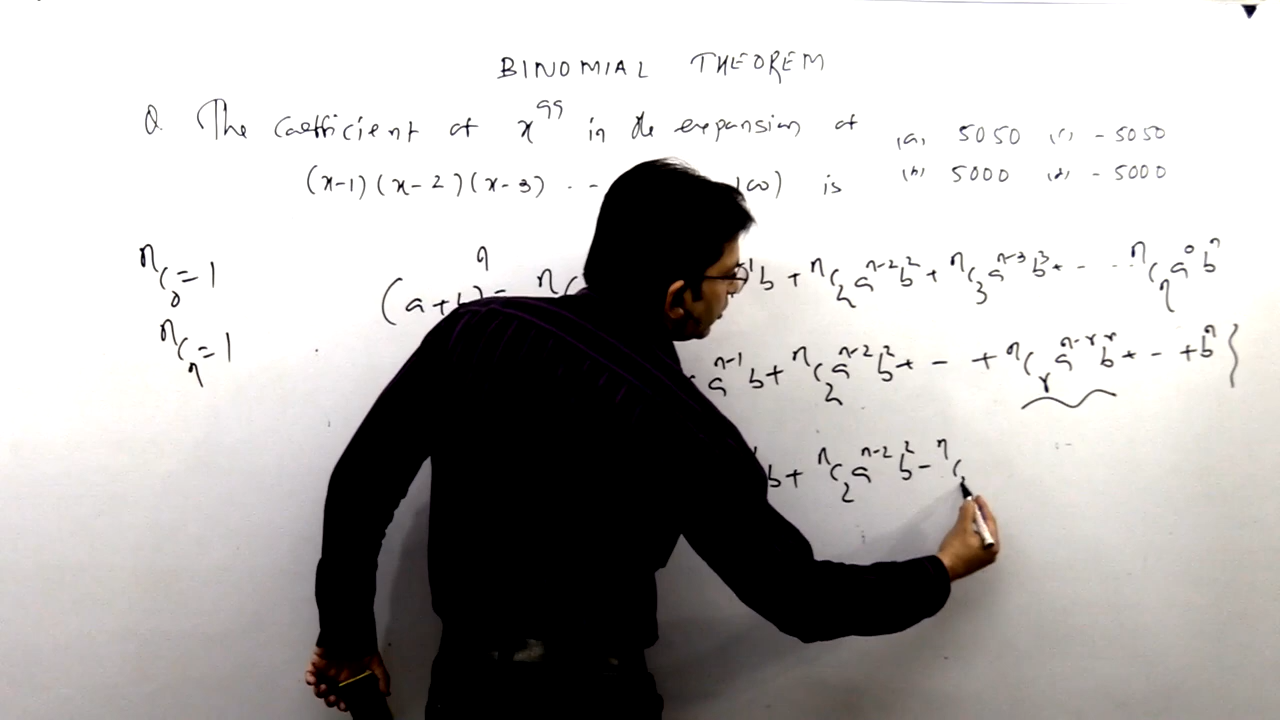 BINOMIAL THEOREM
Q. The Coefficient of x^99 in the expansion of
(x-1)(x-2)(x-3) . - 100) is
(a) 5050 (c) - 5050
(b) 5000 (d) - 5000
nC0 = 1
nCn = 1
(a+b)^n = nC b + nC2 a^n-2 b^2 + nC3 a^n-3 b^3 + - . . nCn a^0 b^n
a^n-1 b + nC2 a^n-2 b^2 + - + nCr a^n-r b^r + - + b^n }
b + nC2 a^n-2 b^2 - nC